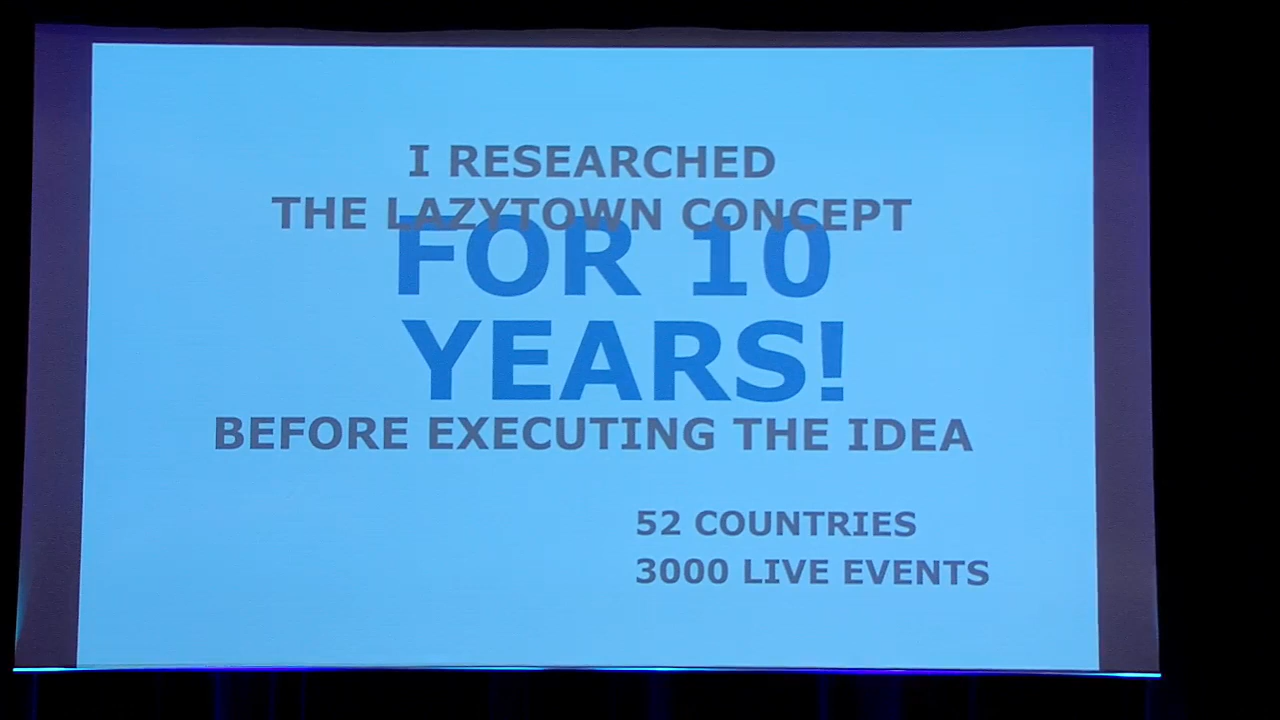 I RESEARCHED
THE LAZYTOWN CONCEPT
FOR 10
YEARS!
BEFORE EXECUTING THE IDEA
52 COUNTRIES
3000 LIVE EVENTS